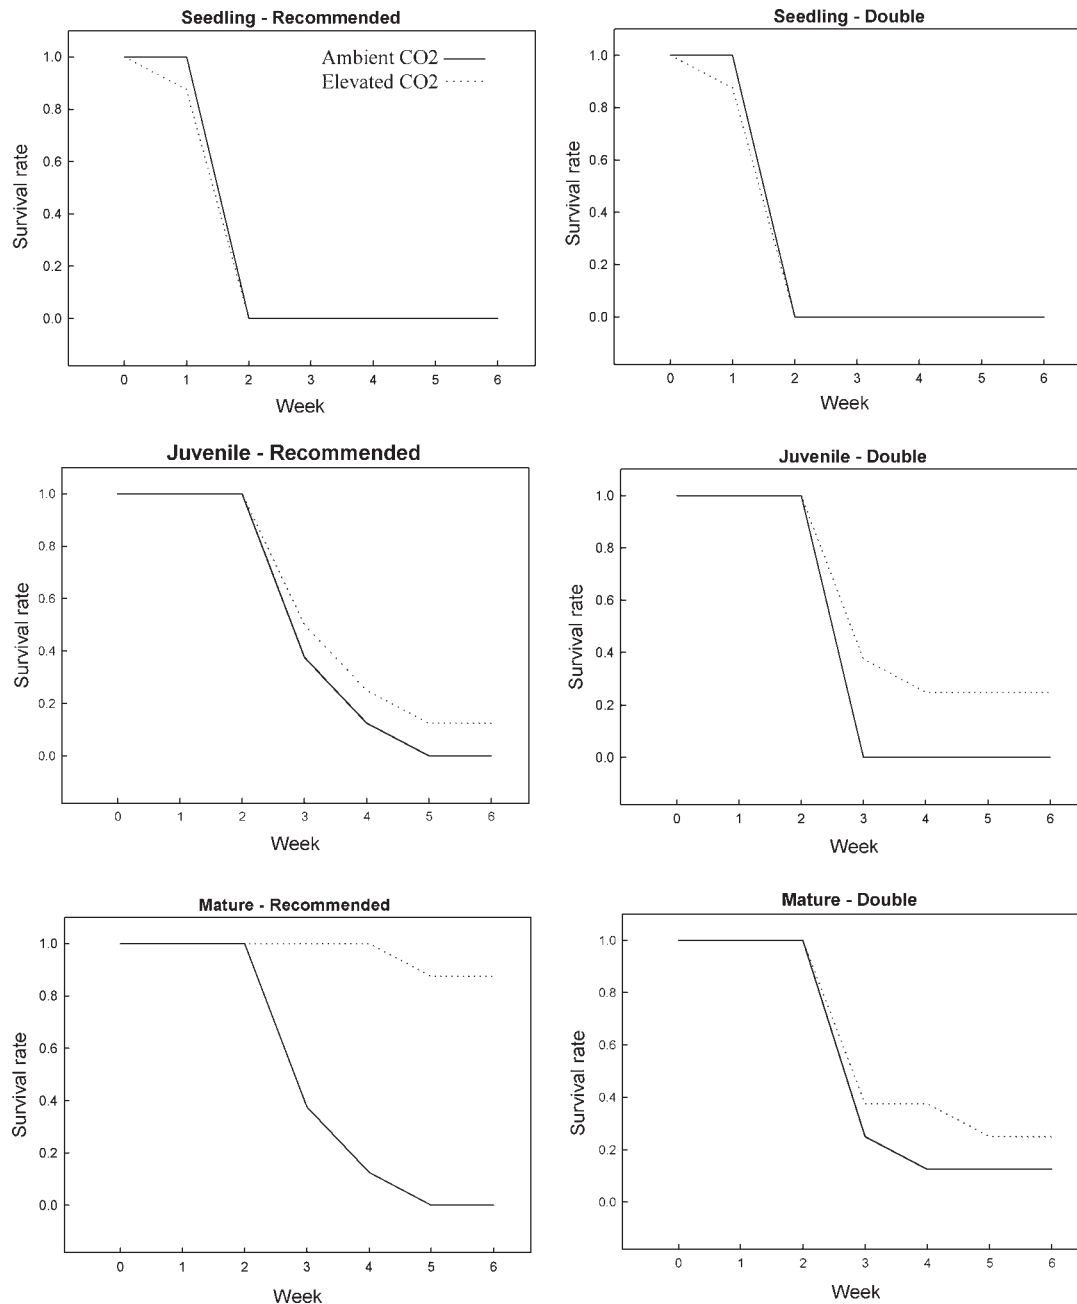 Seedling - Recommended
Ambient CO2
Elevated CO2
Survival rate
1.0
0.8
0.6
0.4
0.2
0.0
0 1 2 3 4 5 6
Week
Seedling - Double
Survival rate
1.0
0.8
0.6
0.4
0.2
0.0
0 1 2 3 4 5 6
Week
Juvenile - Recommended
Survival rate
1.0
0.8
0.6
0.4
0.2
0.0
0 1 2 3 4 5 6
Week
Juvenile - Double
Survival rate
1.0
0.8
0.6
0.4
0.2
0.0
0 1 2 3 4 5 6
Week
Mature - Recommended
Survival rate
1.0
0.8
0.6
0.4
0.2
0.0
0 1 2 3 4 5 6
Week
Mature - Double
Survival rate
1.0
0.8
0.6
0.4
0.2
0.0
0 1 2 3 4 5 6
Week